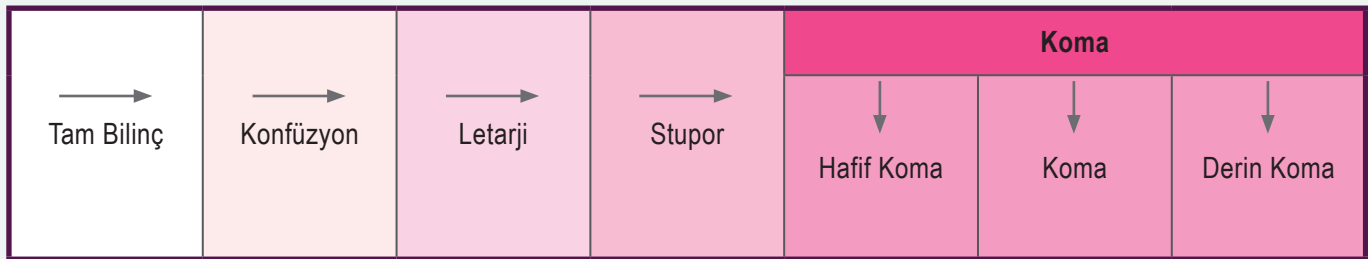 Koma
Tam Bilinç
Konfüzyon
Letarji
Stupor
Hafif Koma
Koma
Derin Koma